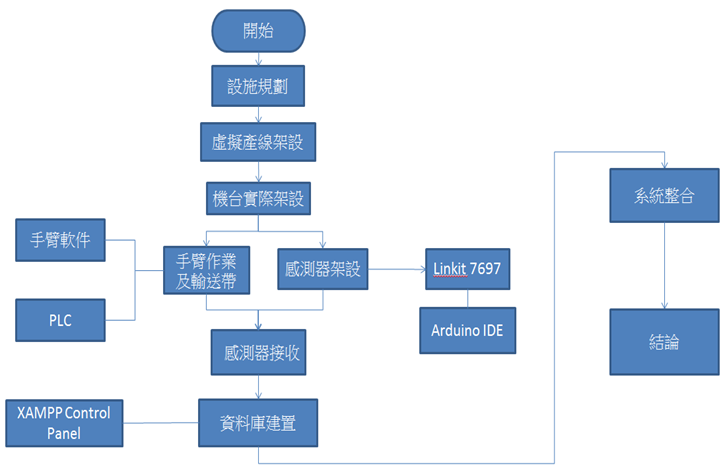 開始
設施規劃
虛擬產線架設
機台實際架設
手臂軟件
PLC
手臂作業
及輸送帶
感測器架設
Linkit 7697
Arduino IDE
感測器接收
XAMPP Control
Panel
資料庫建置
系統整合
結論